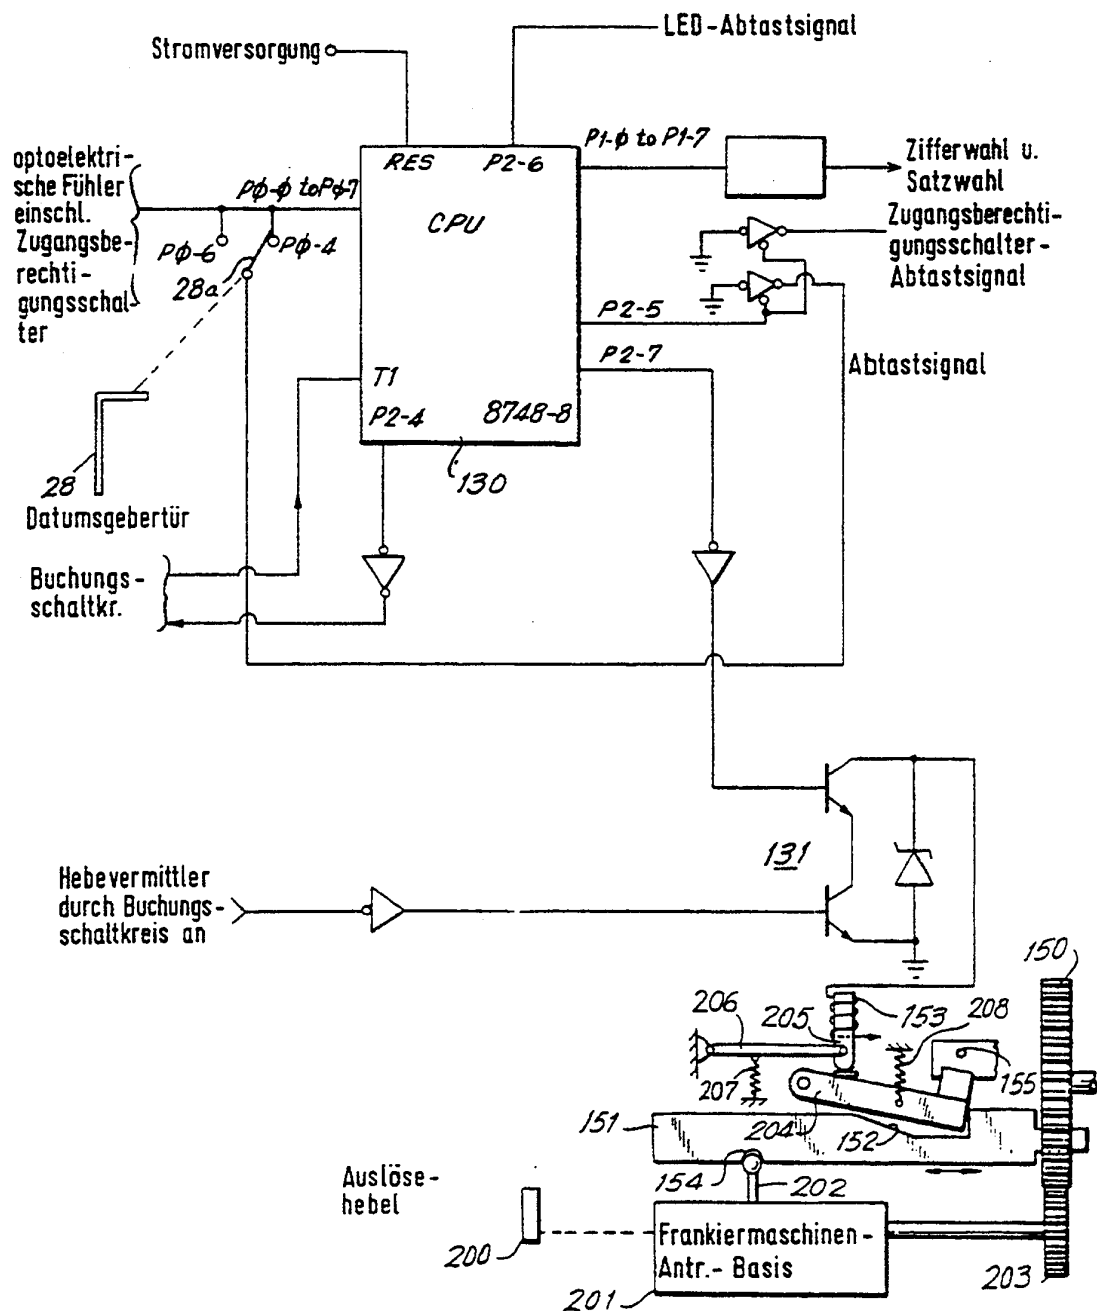 LED-Abtastsignal
Stromversorgung
P1-φ to P1-7
RES
P2-6
optoelektri-
sche Fühler
einschl.
Zugangsbe-
rechti-
gungsschal-
ter
Pφ-φ to Pφ-7
CPU
Zifferwahl u.
Satzwahl
Zugangsberechti-
gungsschalter-
Abtastsignal
Pφ-6
Pφ-4
28a
P2-5
P2-7
Abtastsignal
T1
P2-4
8748-8
130
28
Datumsgebertür
Buchungs-
schaltkr.
131
Hebevermittler
durch Buchungs-
schaltkreis an
150
206
205
153
208
207
155
151
204
152
154
202
Auslöse-
hebel
200
Frankiermaschinen-
Antr.- Basis
203
201